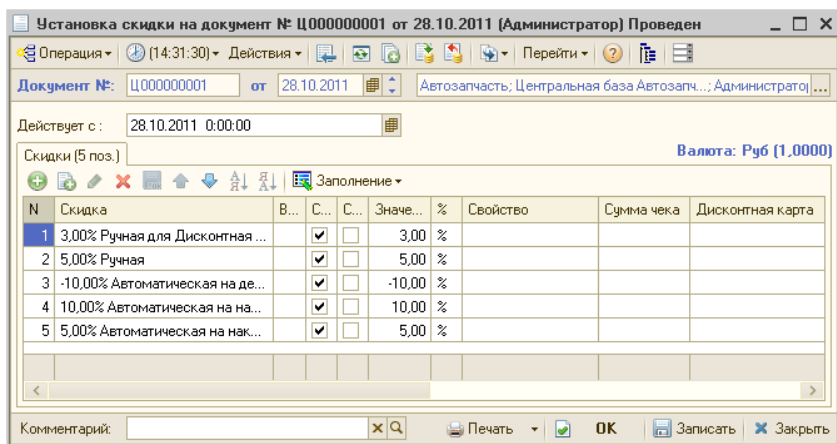 Установка скидки на документ № Ц000000001 от 28.10.2011 (Администратор) Проведен
Операция (14:31:30) Действия Перейти
Документ №: Ц000000001 от 28.10.2011 Автозапчасть; Центральная база Автозапч...; Администратор ...
Действует с : 28.10.2011 0:00:00
Скидки (5 поз.) Валюта: Руб (1,0000)
Заполнение
N Скидка В... С... С... Значе... % Свойство Сумма чека Дисконтная карта
1 3,00% Ручная для Дисконтная ... 3,00 %
2 5,00% Ручная 5,00 %
3 -10,00% Автоматическая на де... -10,00 %
4 10,00% Автоматическая на на... 10,00 %
5 5,00% Автоматическая на нак... 5,00 %
Комментарий: Печать OK Записать Закрыть